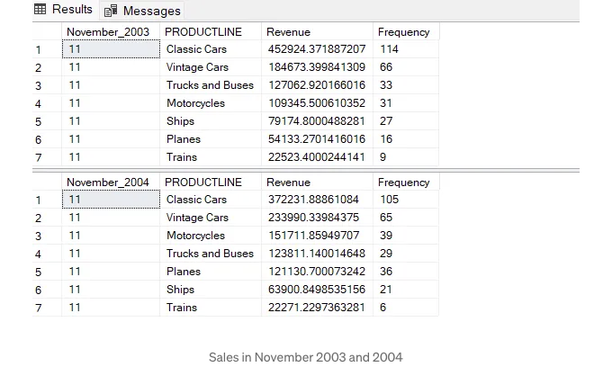 Results Messages
November_2003 PRODUCTLINE Revenue Frequency
1 11 Classic Cars 452924.371887207 114
2 11 Vintage Cars 184673.399841309 66
3 11 Trucks and Buses 127062.920166016 33
4 11 Motorcycles 109345.500610352 31
5 11 Ships 79174.8000488281 27
6 11 Planes 54133.2701416016 16
7 11 Trains 22523.4000244141 9
November_2004 PRODUCTLINE Revenue Frequency
1 11 Classic Cars 372231.88861084 105
2 11 Vintage Cars 233990.33984375 65
3 11 Motorcycles 151711.85949707 39
4 11 Trucks and Buses 123811.140014648 29
5 11 Planes 121130.700073242 36
6 11 Ships 63900.8498535156 21
7 11 Trains 22271.2297363281 6
Sales in November 2003 and 2004